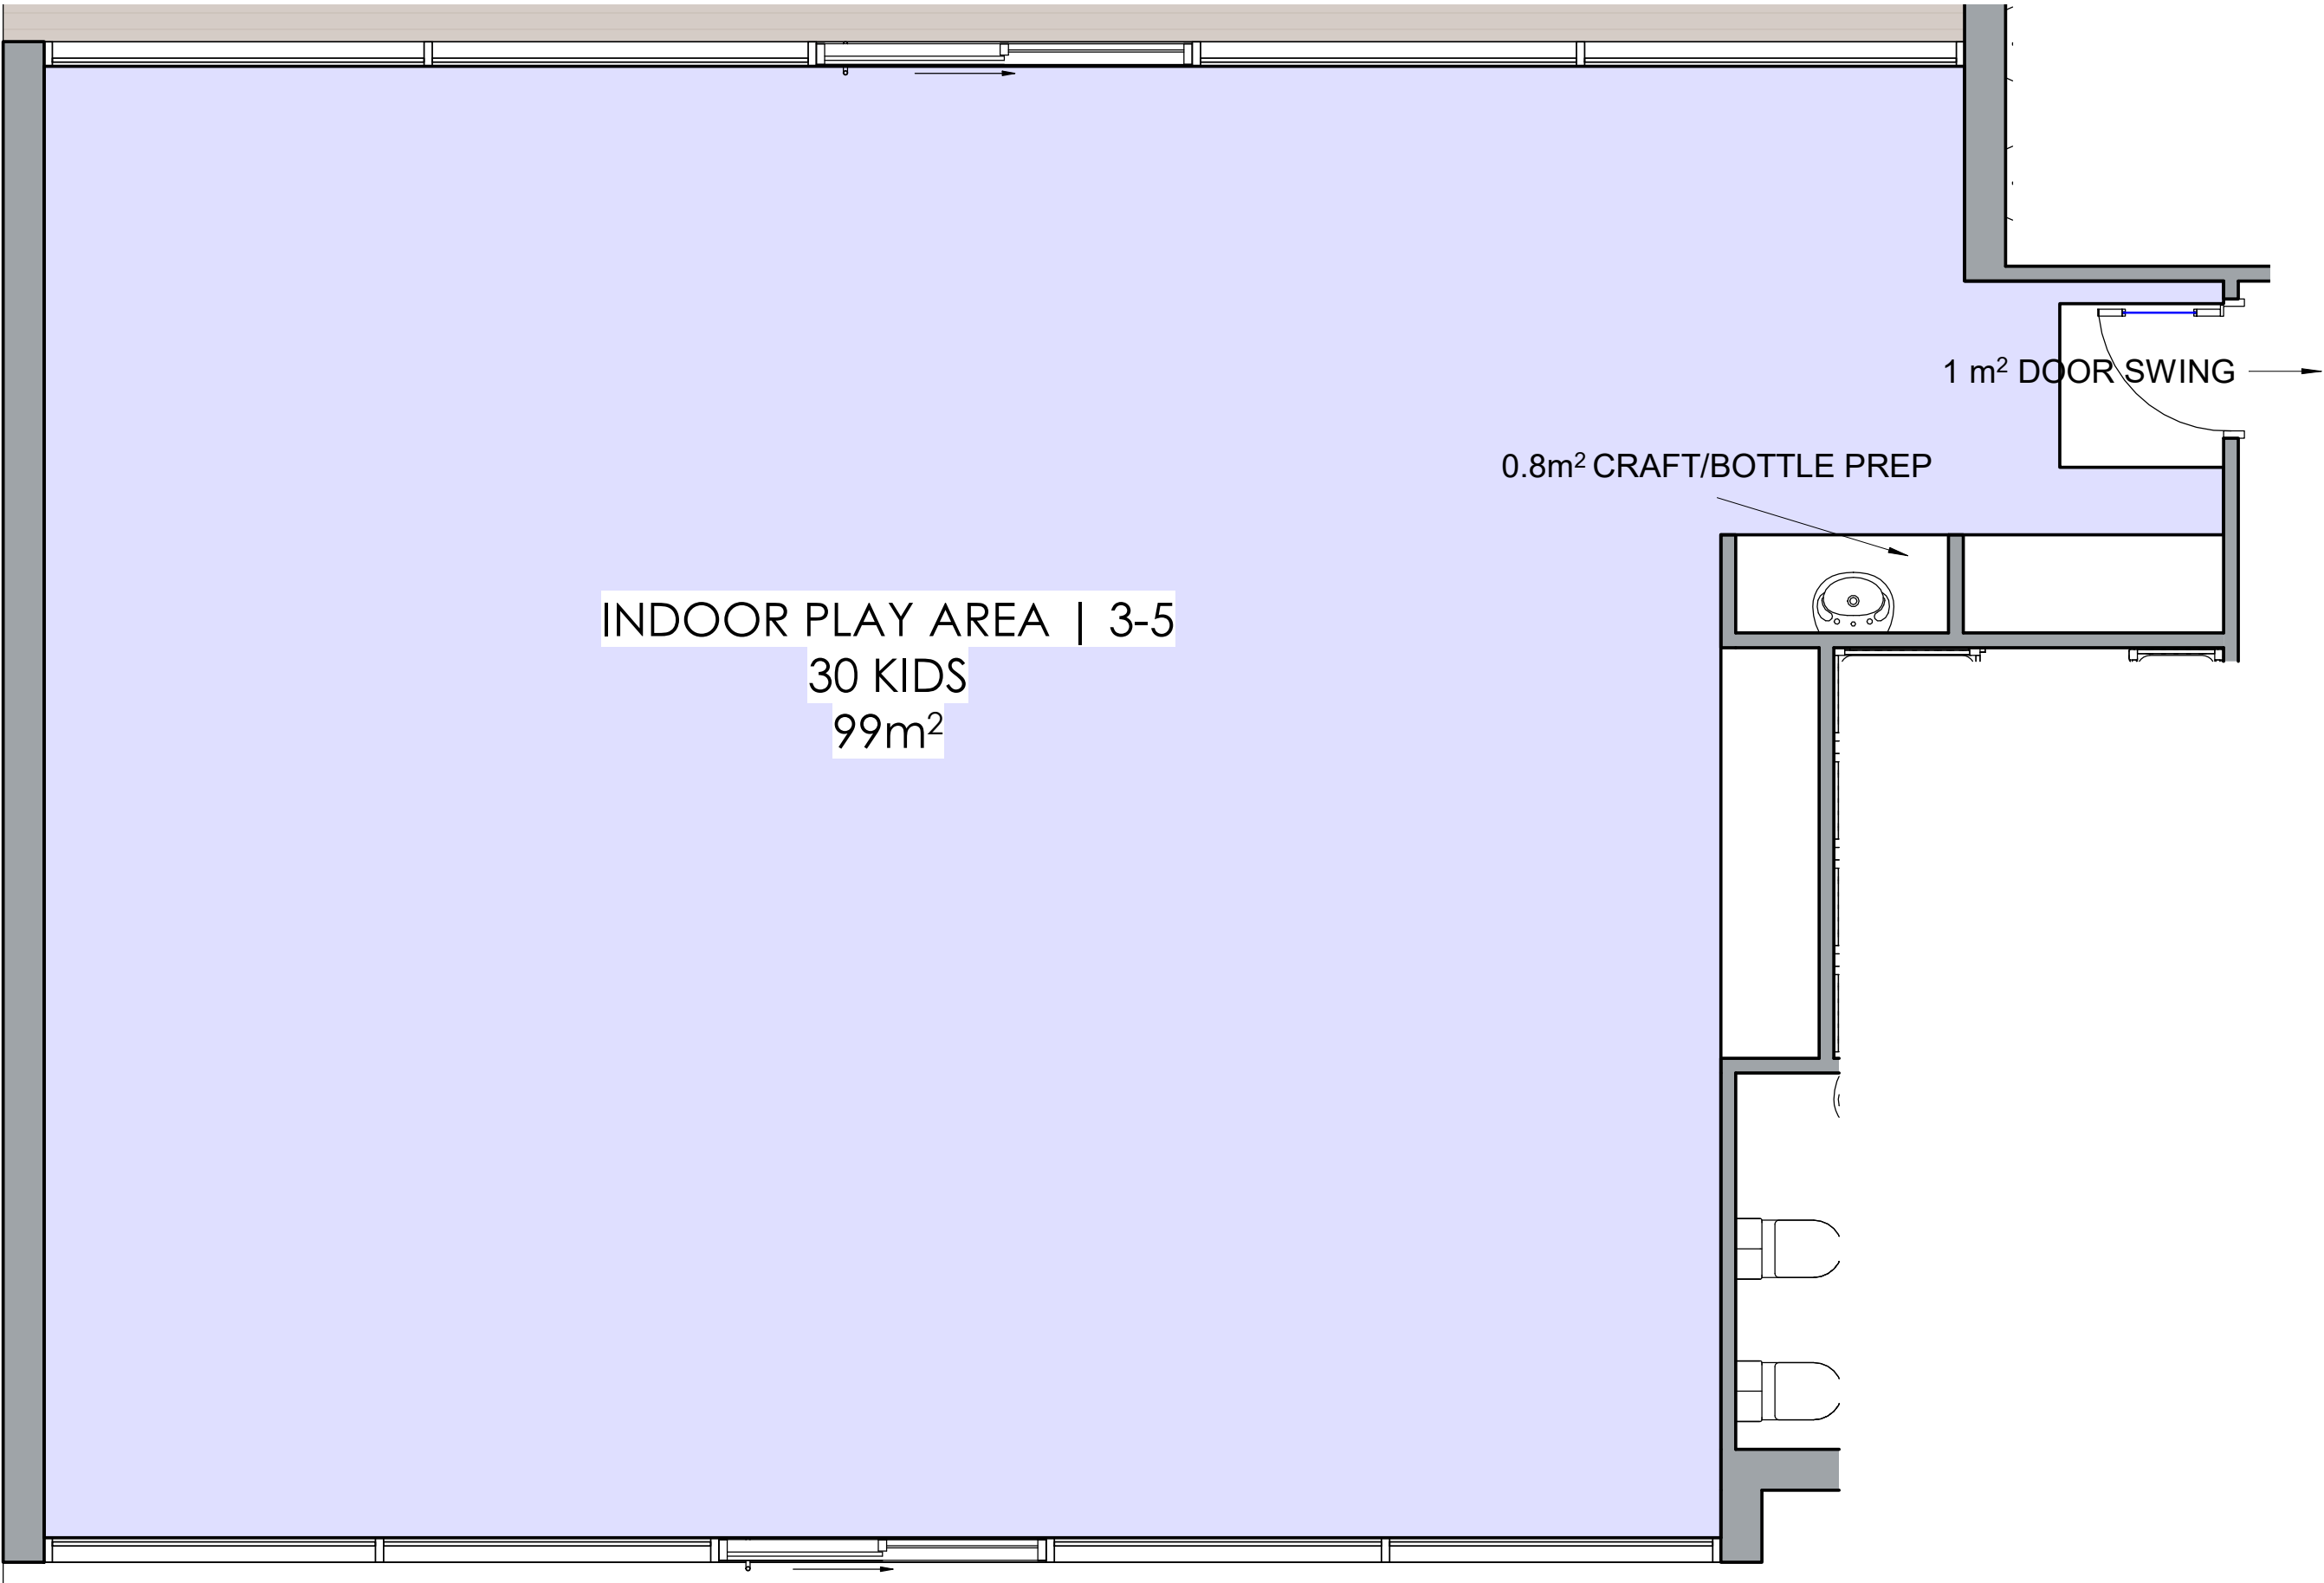 1 m² DOOR SWING
0.8m² CRAFT/BOTTLE PREP
INDOOR PLAY AREA | 3-5
30 KIDS
99m²